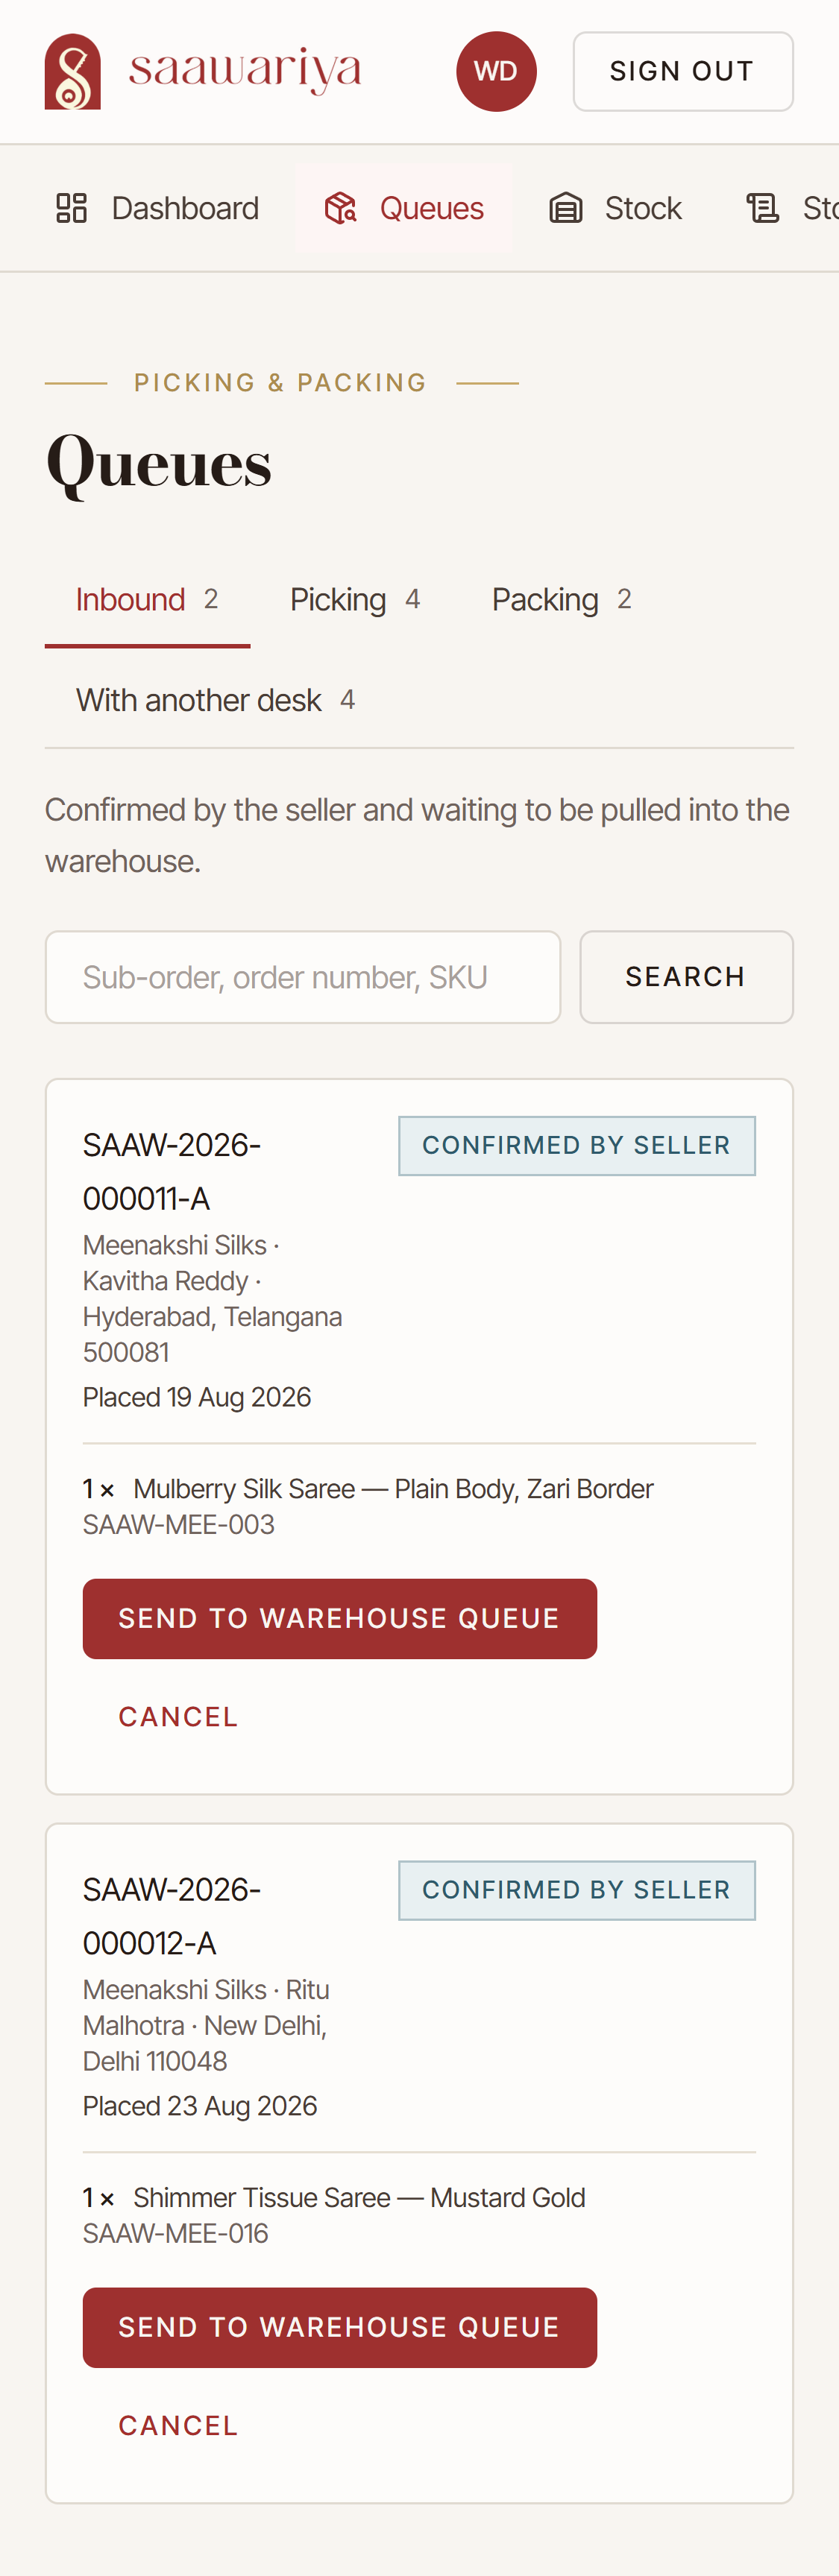 saawariya
WD
SIGN OUT
Dashboard
Queues
Stock
Sto
PICKING & PACKING
Queues
Inbound 2
Picking 4
Packing 2
With another desk 4
Confirmed by the seller and waiting to be pulled into the
warehouse.
Sub-order, order number, SKU
SEARCH
SAAW-2026-
000011-A
CONFIRMED BY SELLER
Meenakshi Silks ·
Kavitha Reddy ·
Hyderabad, Telangana
500081
Placed 19 Aug 2026
1 × Mulberry Silk Saree — Plain Body, Zari Border
SAAW-MEE-003
SEND TO WAREHOUSE QUEUE
CANCEL
SAAW-2026-
000012-A
CONFIRMED BY SELLER
Meenakshi Silks · Ritu
Malhotra · New Delhi,
Delhi 110048
Placed 23 Aug 2026
1 × Shimmer Tissue Saree — Mustard Gold
SAAW-MEE-016
SEND TO WAREHOUSE QUEUE
CANCEL